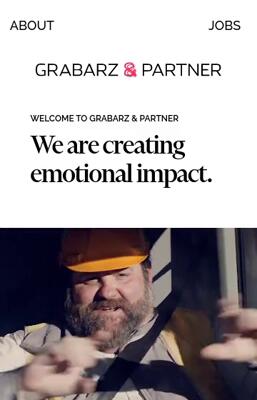 ABOUT JOBS
GRABARZ & PARTNER
WELCOME TO GRABARZ & PARTNER
We are creating
emotional impact.